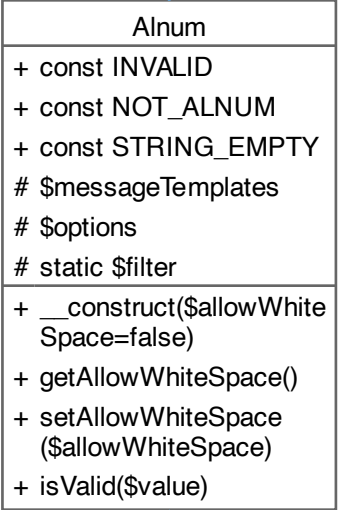 Alnum
+ const INVALID
+ const NOT_ALNUM
+ const STRING_EMPTY
# $messageTemplates
# $options
# static $filter
+ __construct($allowWhite
Space=false)
+ getAllowWhiteSpace()
+ setAllowWhiteSpace
($allowWhiteSpace)
+ isValid($value)